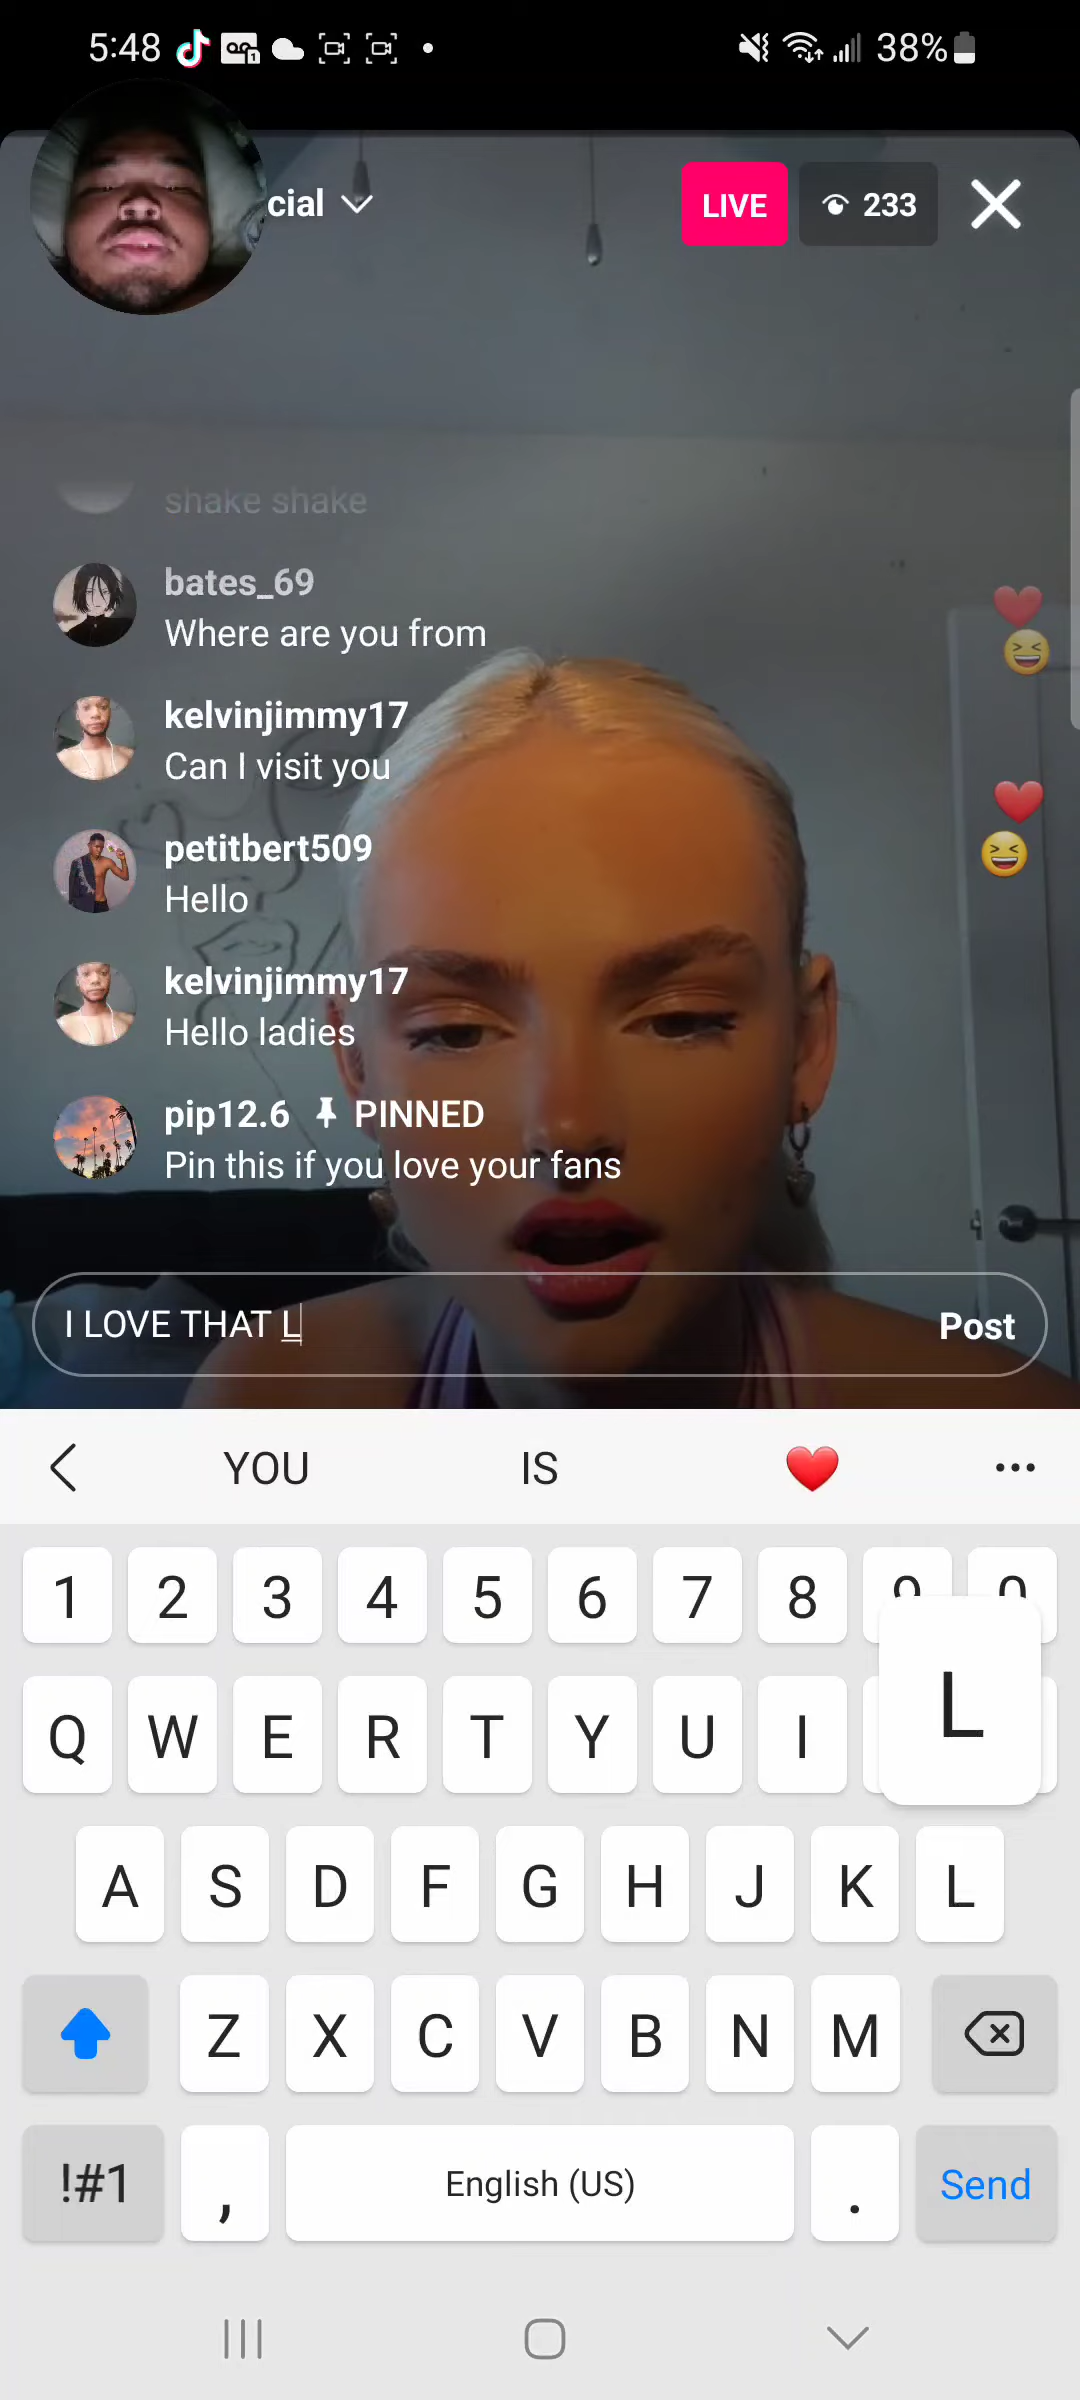 5:48
38%
cial
LIVE
233
shake shake
bates_69
Where are you from
kelvinjimmy17
Can I visit you
petitbert509
Hello
kelvinjimmy17
Hello ladies
pip12.6 PINNED
Pin this if you love your fans
I LOVE THAT L
Post
YOU IS
1 2 3 4 5 6 7 8 9 0
Q W E R T Y U I
L
A S D F G H J K L
Z X C V B N M
!#1 , English (US) . Send